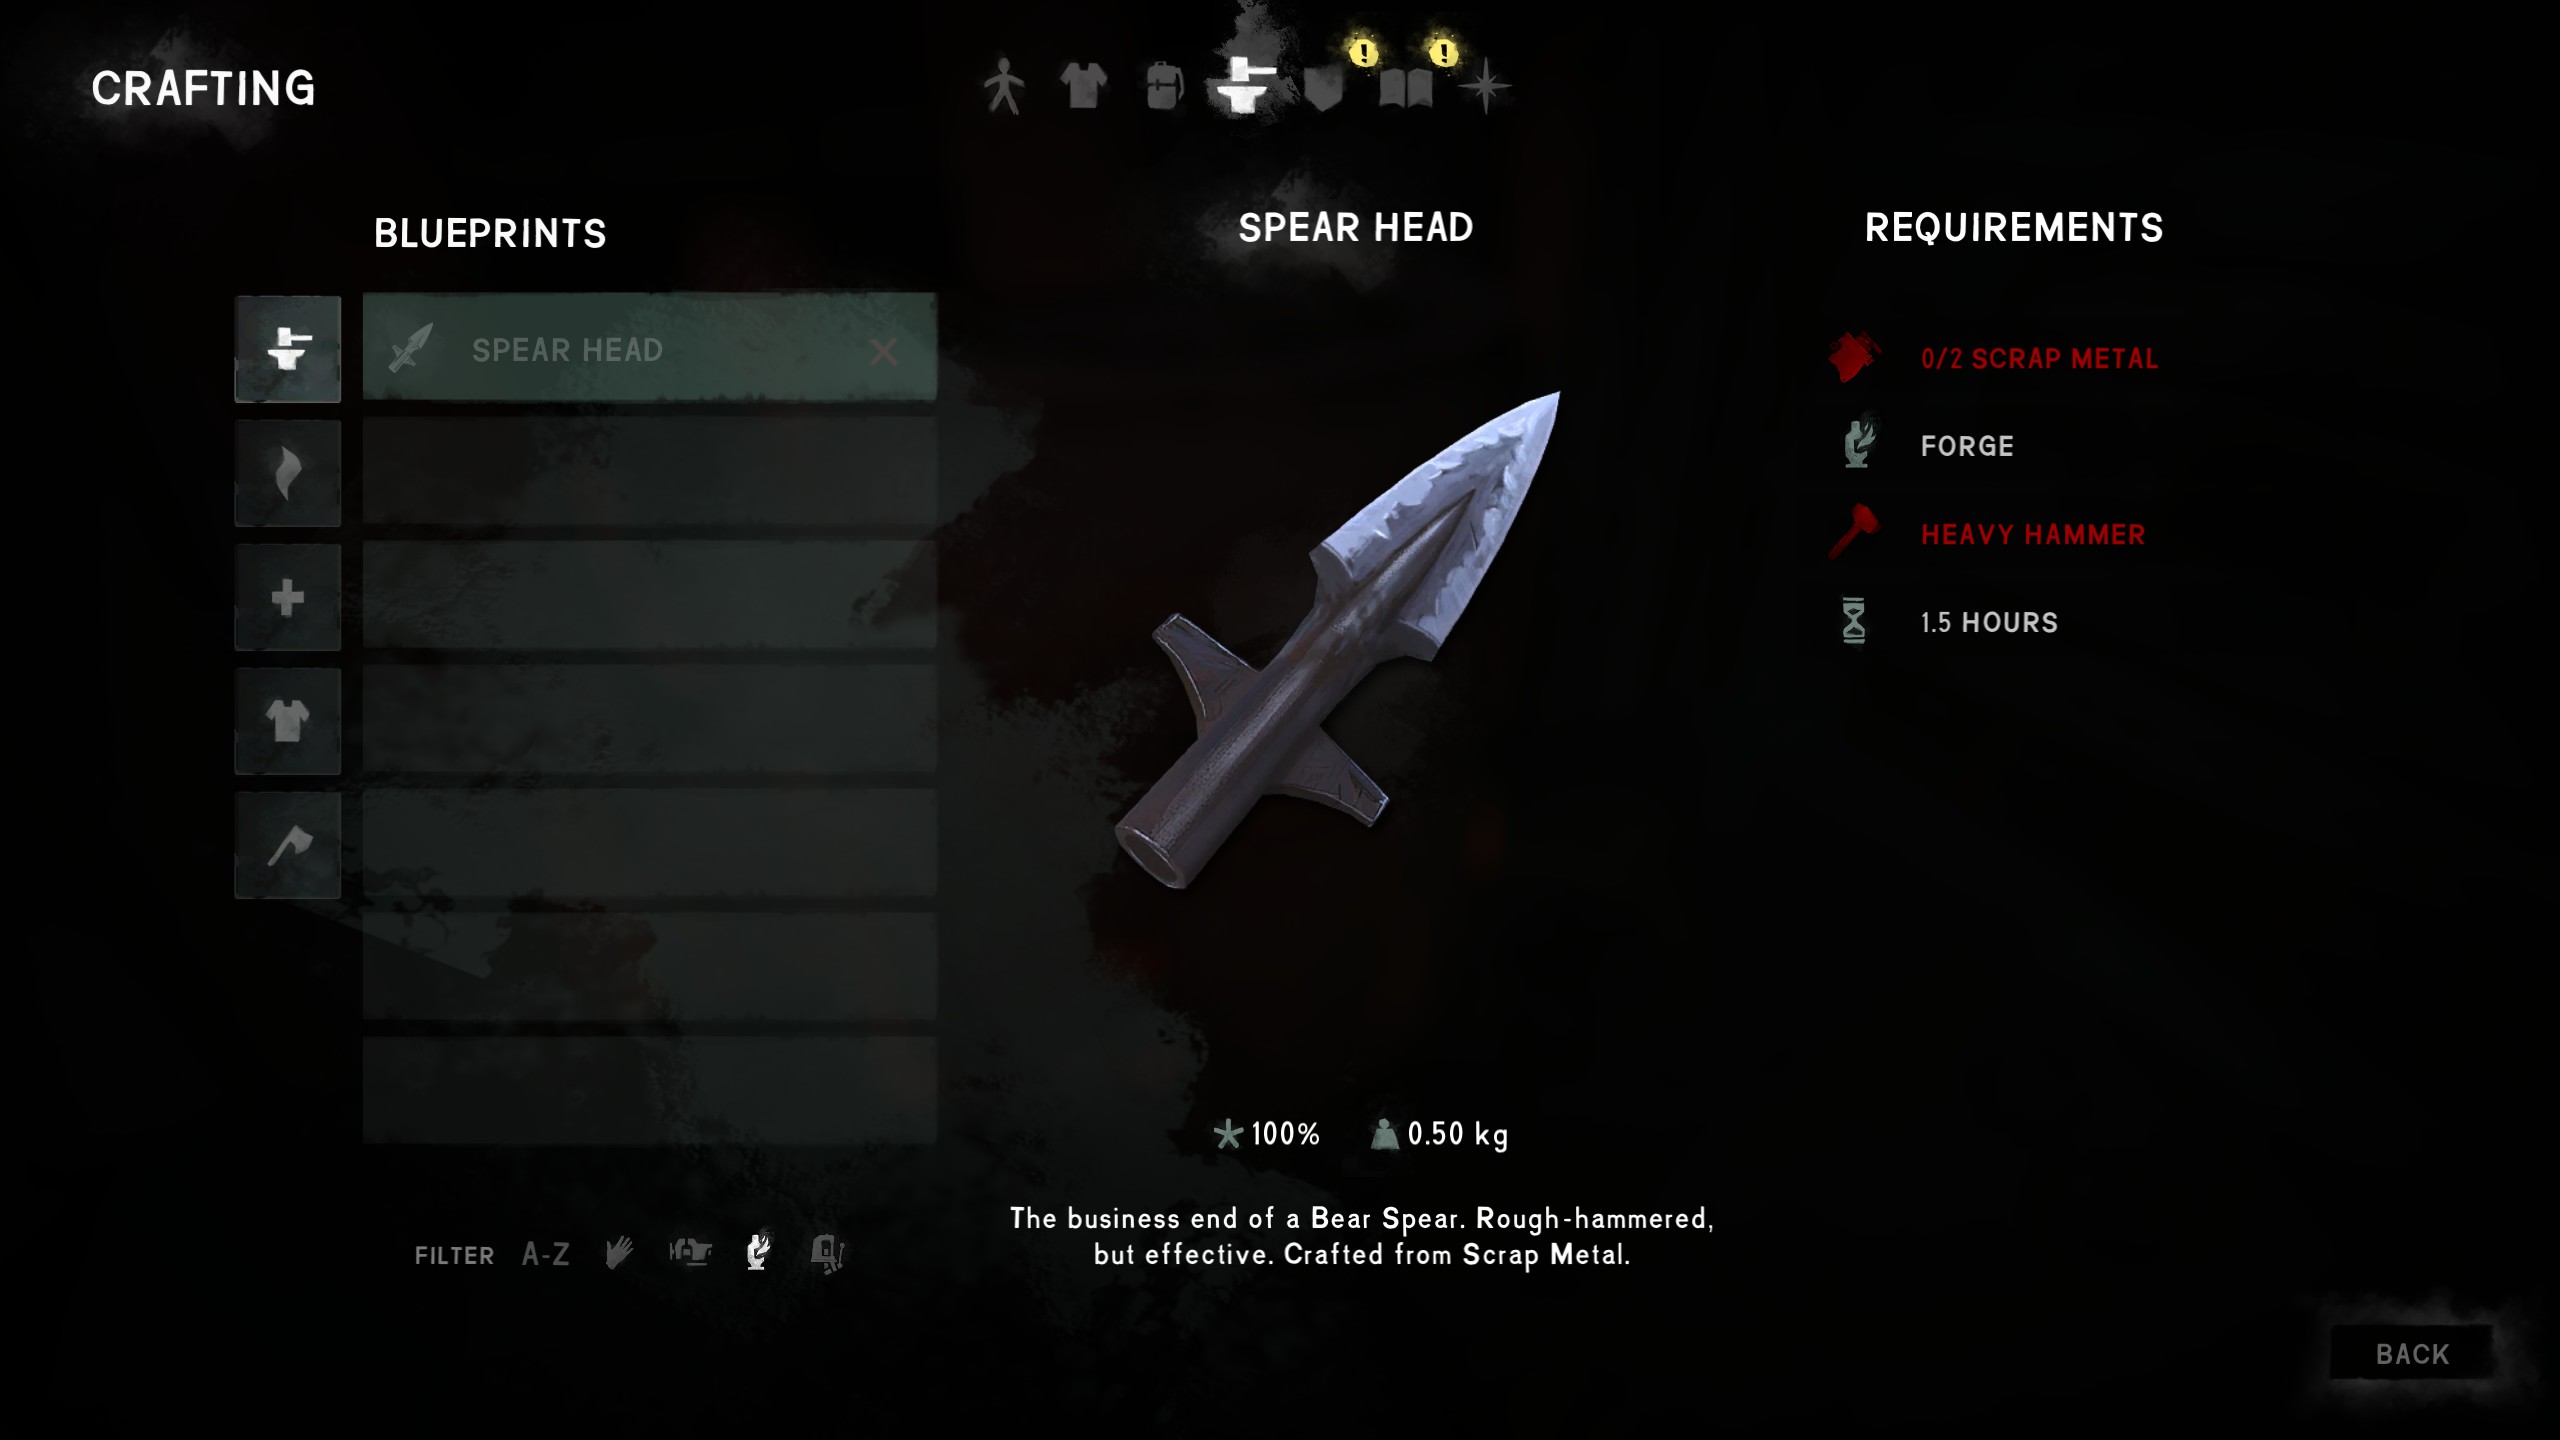 CRAFTING
!
!
BLUEPRINTS
SPEAR HEAD
SPEAR HEAD
100%
0.50 kg
The business end of a Bear Spear. Rough-hammered,
but effective. Crafted from Scrap Metal.
REQUIREMENTS
0/2 SCRAP METAL
FORGE
HEAVY HAMMER
1.5 HOURS
FILTER A-Z
BACK